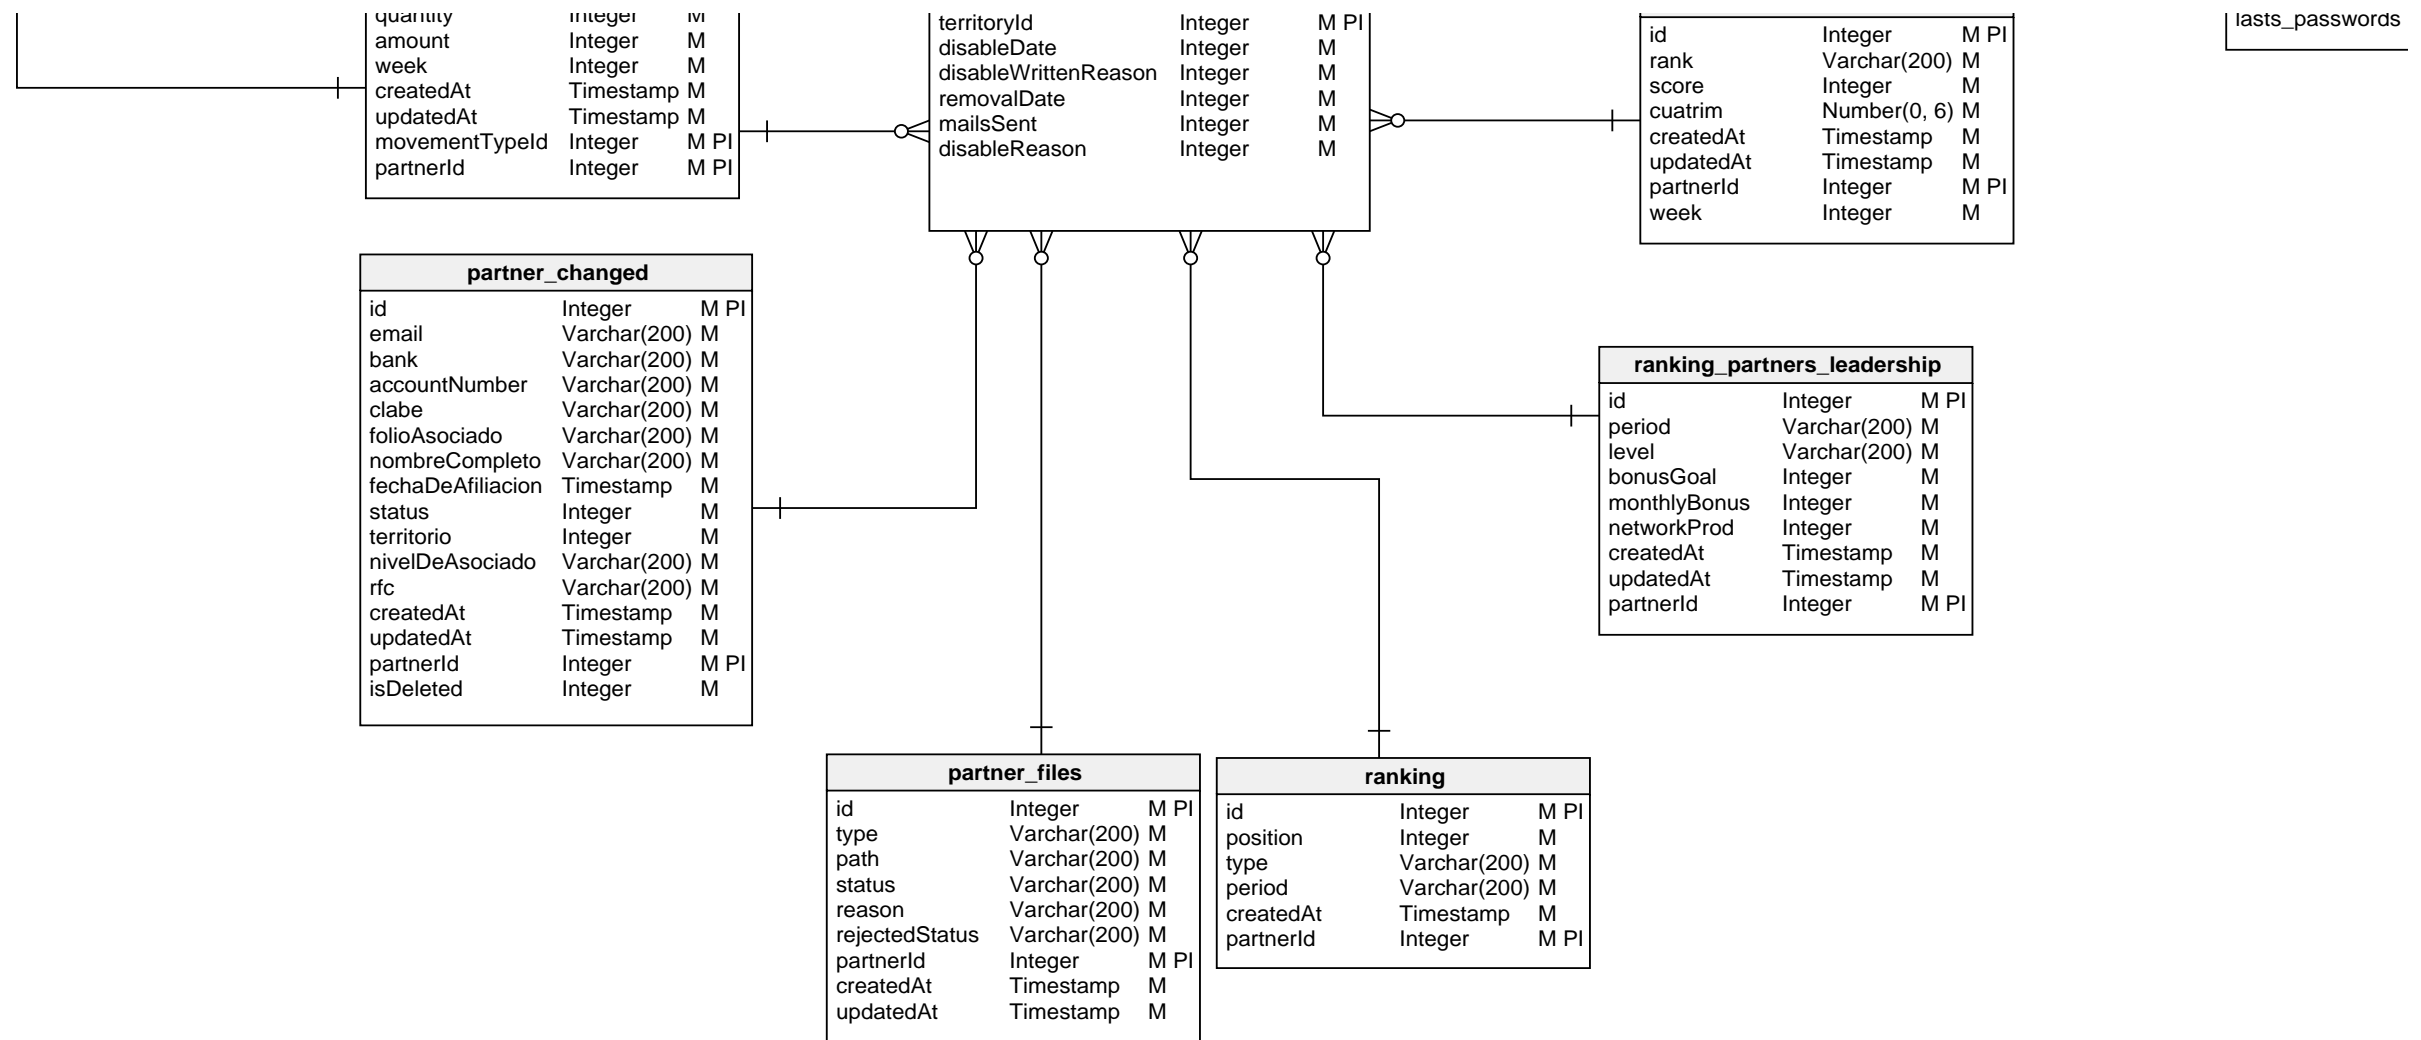 quantity Integer M
amount Integer M
week Integer M
createdAt Timestamp M
updatedAt Timestamp M
movementTypeId Integer M PI
partnerId Integer M PI
territoryId Integer M PI
disableDate Integer M
disableWrittenReason Integer M
removalDate Integer M
mailsSent Integer M
disableReason Integer M
id Integer M PI
rank Varchar(200) M
score Integer M
cuatrim Number(0, 6) M
createdAt Timestamp M
updatedAt Timestamp M
partnerId Integer M PI
week Integer M
lasts_passwords
partner_changed
id Integer M PI
email Varchar(200) M
bank Varchar(200) M
accountNumber Varchar(200) M
clabe Varchar(200) M
folioAsociado Varchar(200) M
nombreCompleto Varchar(200) M
fechaDeAfiliacion Timestamp M
status Integer M
territorio Integer M
nivelDeAsociado Varchar(200) M
rfc Varchar(200) M
createdAt Timestamp M
updatedAt Timestamp M
partnerId Integer M PI
isDeleted Integer M
ranking_partners_leadership
id Integer M PI
period Varchar(200) M
level Varchar(200) M
bonusGoal Integer M
monthlyBonus Integer M
networkProd Integer M
createdAt Timestamp M
updatedAt Timestamp M
partnerId Integer M PI
partner_files
id Integer M PI
type Varchar(200) M
path Varchar(200) M
status Varchar(200) M
reason Varchar(200) M
rejectedStatus Varchar(200) M
partnerId Integer M PI
createdAt Timestamp M
updatedAt Timestamp M
ranking
id Integer M PI
position Integer M
type Varchar(200) M
period Varchar(200) M
createdAt Timestamp M
partnerId Integer M PI